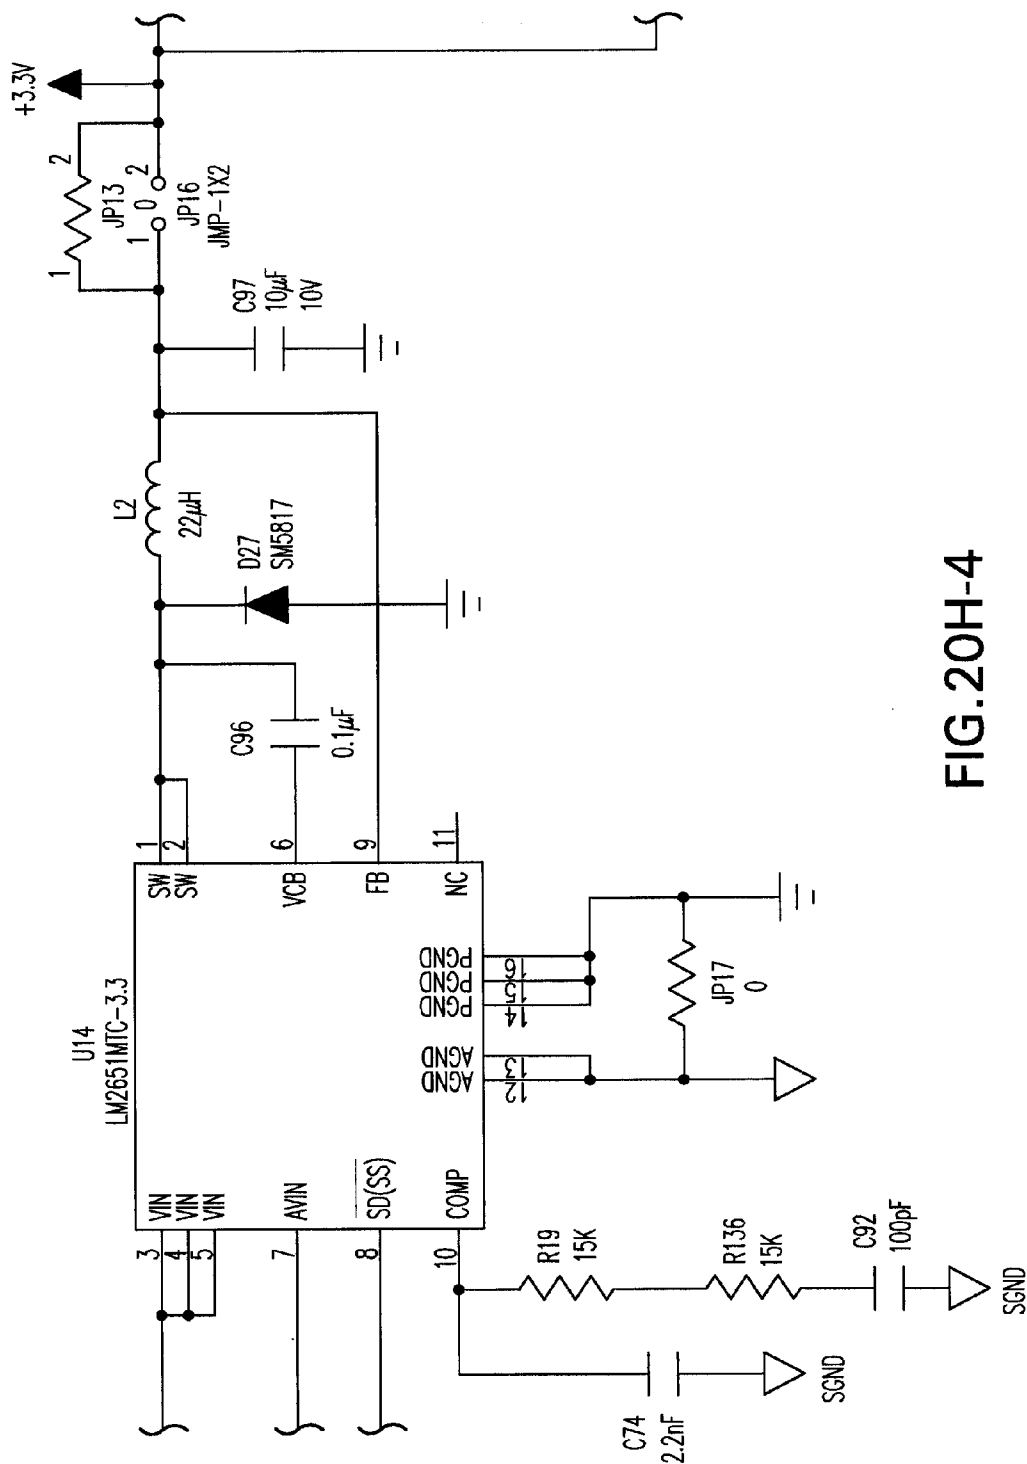 U14
LM2651MTC-3.3
3
VIN
4
VIN
5
VIN
7
AVIN
8
SD(SS)
10
COMP
SW
1
SW
2
VCB
6
FB
9
NC
11
AGND
12
AGND
13
PGND
14
PGND
15
PGND
16
C96
0.1µF
D27
SM5817
L2
22µH
C97
10µF
10V
1
2
JP13
0
1
2
JP16
JMP-1X2
+3.3V
C74
2.2nF
SGND
R19
15K
R136
15K
C92
100pF
SGND
JP17
0
FIG.20H-4